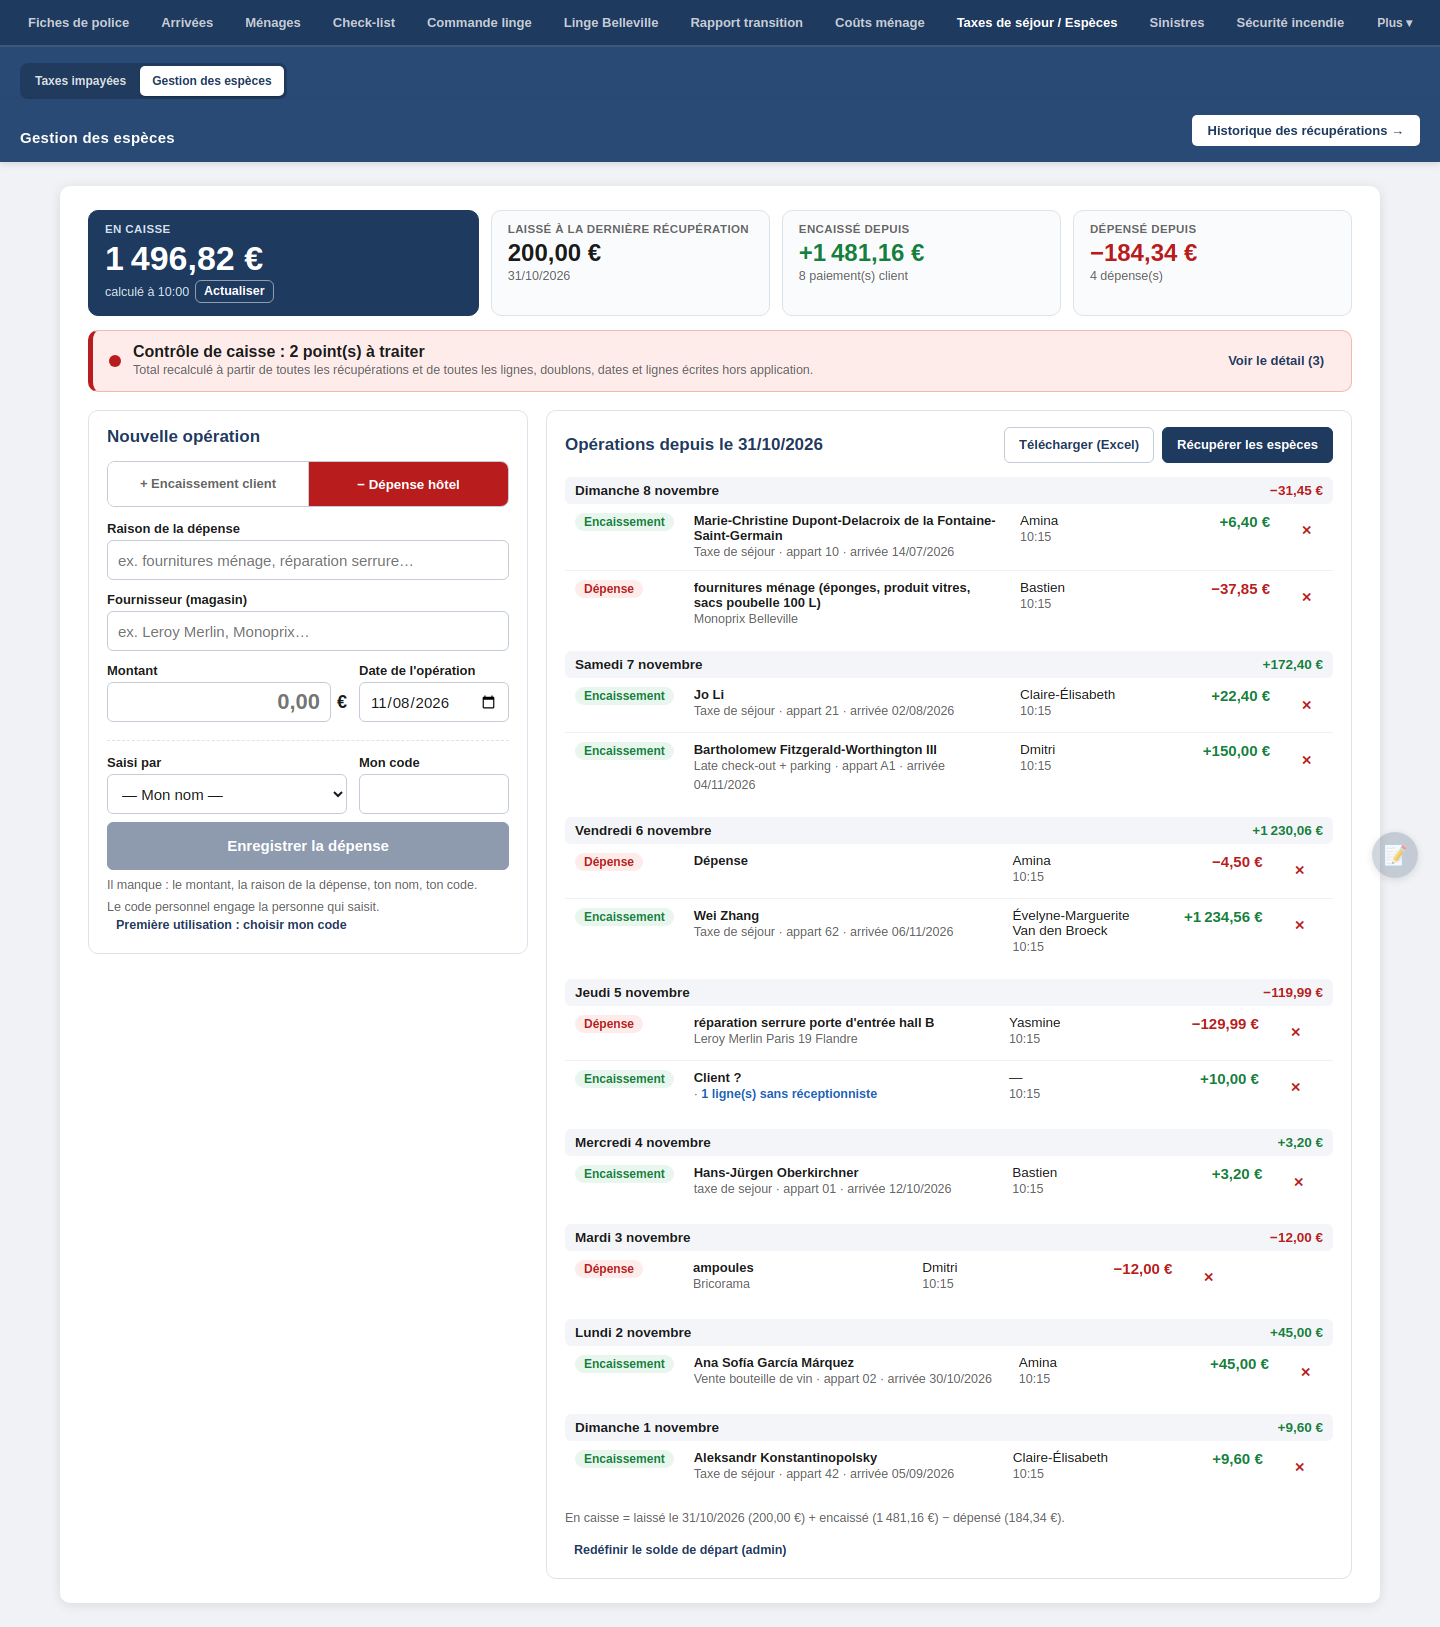 Fiches de police Arrivées Ménages Check-list Commande linge Linge Belleville Rapport transition Coûts ménage Taxes de séjour / Espèces Sinistres Sécurité incendie Plus ▾
Taxes impayées Gestion des espèces
Gestion des espèces
Historique des récupérations →
EN CAISSE
1 496,82 €
calculé à 10:00 Actualiser
LAISSÉ À LA DERNIÈRE RÉCUPÉRATION
200,00 €
31/10/2026
ENCAISSÉ DEPUIS
+1 481,16 €
8 paiement(s) client
DÉPENSÉ DEPUIS
−184,34 €
4 dépense(s)
Contrôle de caisse : 2 point(s) à traiter
Total recalculé à partir de toutes les récupérations et de toutes les lignes, doublons, dates et lignes écrites hors application.
Voir le détail (3)
Nouvelle opération
+ Encaissement client − Dépense hôtel
Raison de la dépense
ex. fournitures ménage, réparation serrure…
Fournisseur (magasin)
ex. Leroy Merlin, Monoprix…
Montant Date de l'opération
0,00 € 11/08/2026
Saisi par Mon code
— Mon nom —
Enregistrer la dépense
Il manque : le montant, la raison de la dépense, ton nom, ton code.
Le code personnel engage la personne qui saisit.
Première utilisation : choisir mon code
Opérations depuis le 31/10/2026
Télécharger (Excel) Récupérer les espèces
Dimanche 8 novembre −31,45 €
Encaissement Marie-Christine Dupont-Delacroix de la Fontaine- Amina +6,40 € ×
Saint-Germain 10:15
Taxe de séjour · appart 10 · arrivée 14/07/2026
Dépense fournitures ménage (éponges, produit vitres, Bastien −37,85 € ×
sacs poubelle 100 L) 10:15
Monoprix Belleville
Samedi 7 novembre +172,40 €
Encaissement Jo Li Claire-Élisabeth +22,40 € ×
Taxe de séjour · appart 21 · arrivée 02/08/2026 10:15
Encaissement Bartholomew Fitzgerald-Worthington III Dmitri +150,00 € ×
Late check-out + parking · appart A1 · arrivée 10:15
04/11/2026
Vendredi 6 novembre +1 230,06 €
Dépense Dépense Amina −4,50 € ×
10:15
Encaissement Wei Zhang Évelyne-Marguerite +1 234,56 € ×
Taxe de séjour · appart 62 · arrivée 06/11/2026 Van den Broeck
10:15
Jeudi 5 novembre −119,99 €
Dépense réparation serrure porte d'entrée hall B Yasmine −129,99 € ×
Leroy Merlin Paris 19 Flandre 10:15
Encaissement Client ? — +10,00 € ×
· 1 ligne(s) sans réceptionniste 10:15
Mercredi 4 novembre +3,20 €
Encaissement Hans-Jürgen Oberkirchner Bastien +3,20 € ×
taxe de sejour · appart 01 · arrivée 12/10/2026 10:15
Mardi 3 novembre −12,00 €
Dépense ampoules Dmitri −12,00 € ×
Bricorama 10:15
Lundi 2 novembre +45,00 €
Encaissement Ana Sofía García Márquez Amina +45,00 € ×
Vente bouteille de vin · appart 02 · arrivée 30/10/2026 10:15
Dimanche 1 novembre +9,60 €
Encaissement Aleksandr Konstantinopolsky Claire-Élisabeth +9,60 € ×
Taxe de séjour · appart 42 · arrivée 05/09/2026 10:15
En caisse = laissé le 31/10/2026 (200,00 €) + encaissé (1 481,16 €) − dépensé (184,34 €).
Redéfinir le solde de départ (admin)